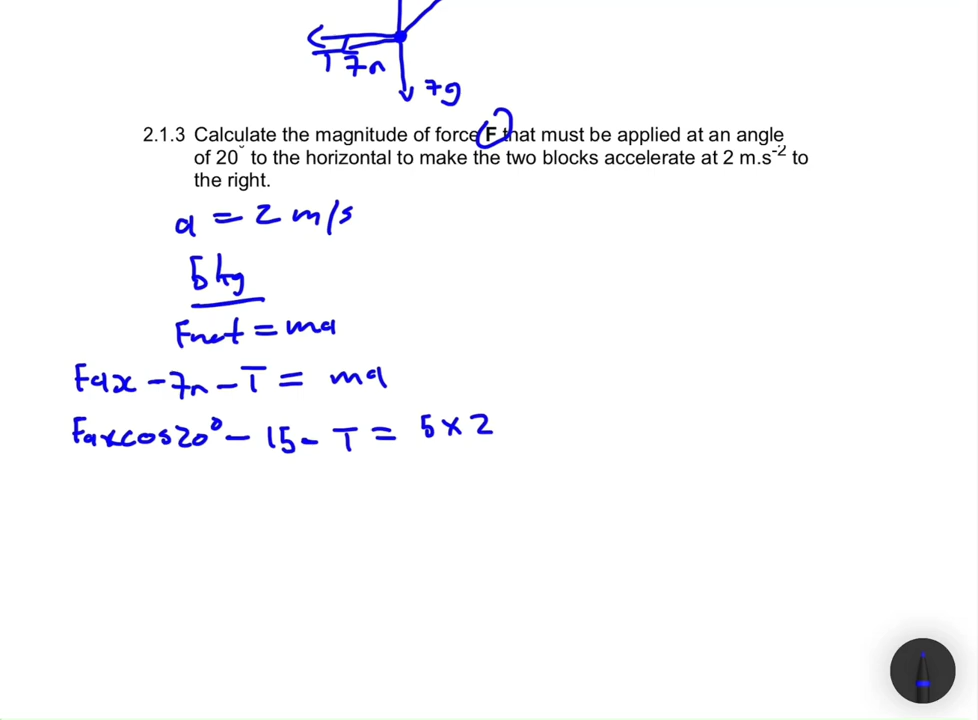 T 7n
7g
2.1.3 Calculate the magnitude of force F that must be applied at an angle
of 20° to the horizontal to make the two blocks accelerate at 2 m.s-2 to
the right.
a = 2 m/s
5kg
Fnet = ma
Fax - 7n - T = ma
Faxcos20° - 15 - T = 5 × 2